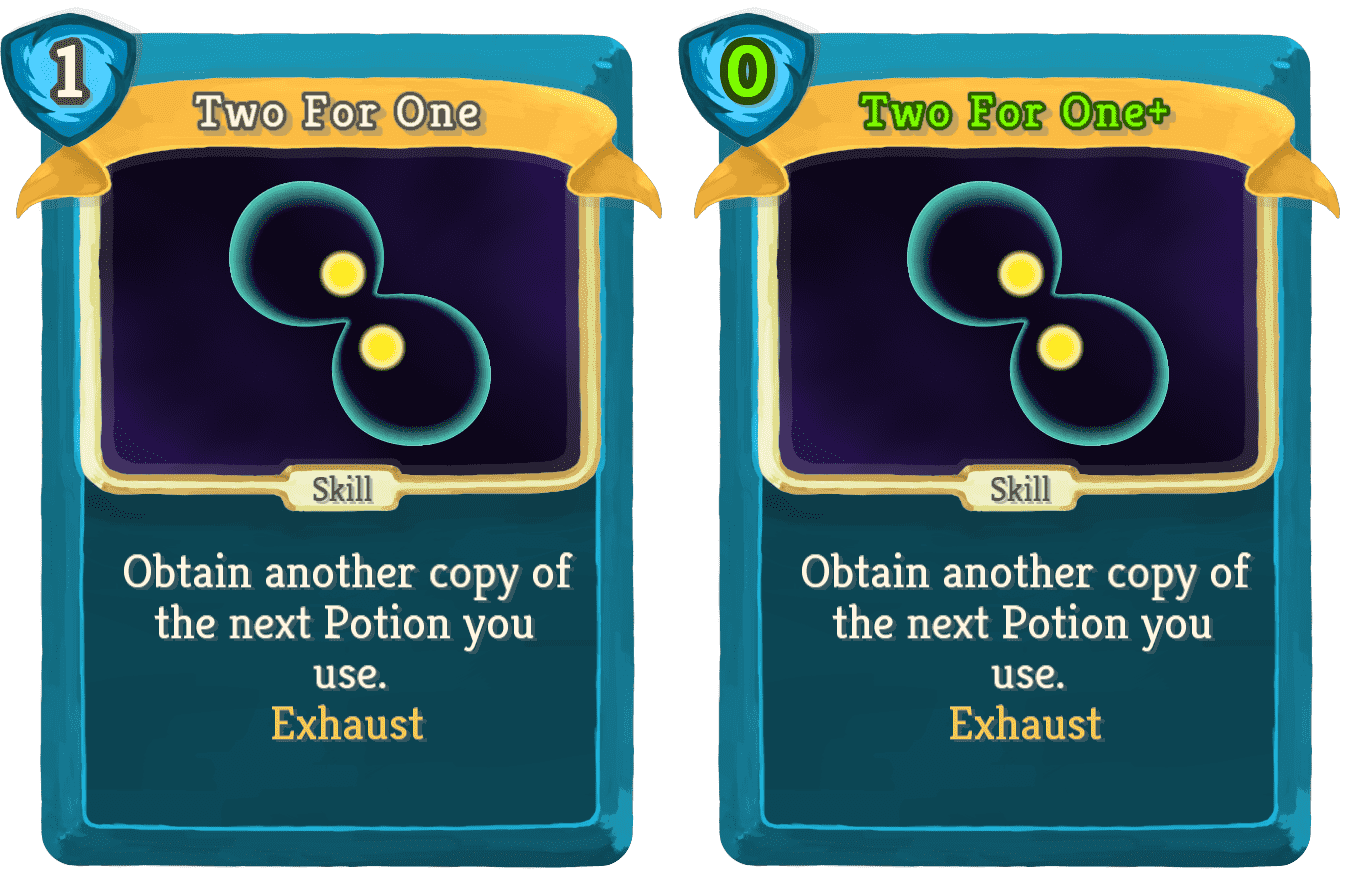 1
Two For One
Skill
Obtain another copy of
the next Potion you
use.
Exhaust
0
Two For One+
Skill
Obtain another copy of
the next Potion you
use.
Exhaust